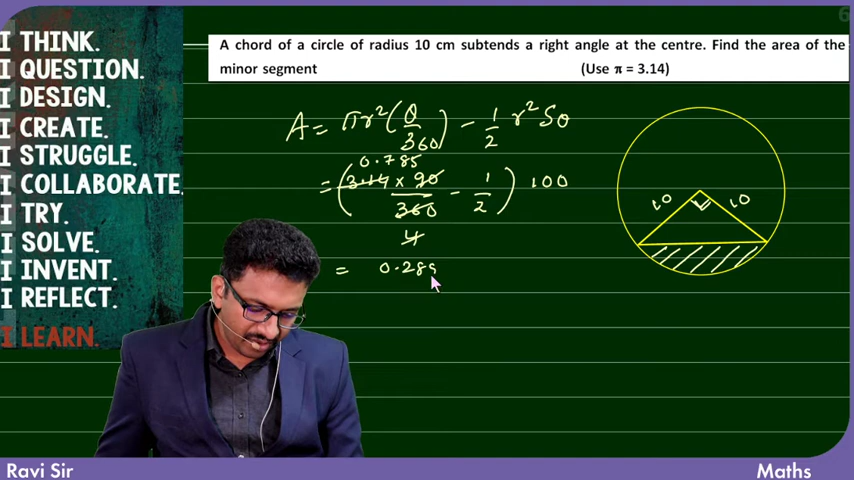 I THINK.
I QUESTION.
I DESIGN.
I CREATE.
I STRUGGLE.
I COLLABORATE.
I TRY.
I SOLVE.
I INVENT.
I REFLECT.
I LEARN.
6
A chord of a circle of radius 10 cm subtends a right angle at the centre. Find the area of the
minor segment (Use π = 3.14)
A = πr²(θ/360) - 1/2 r² Sθ
0.785
= (3.14 × 90/360 - 1/2) 100
4
= 0.285
10 10
Ravi Sir
Maths